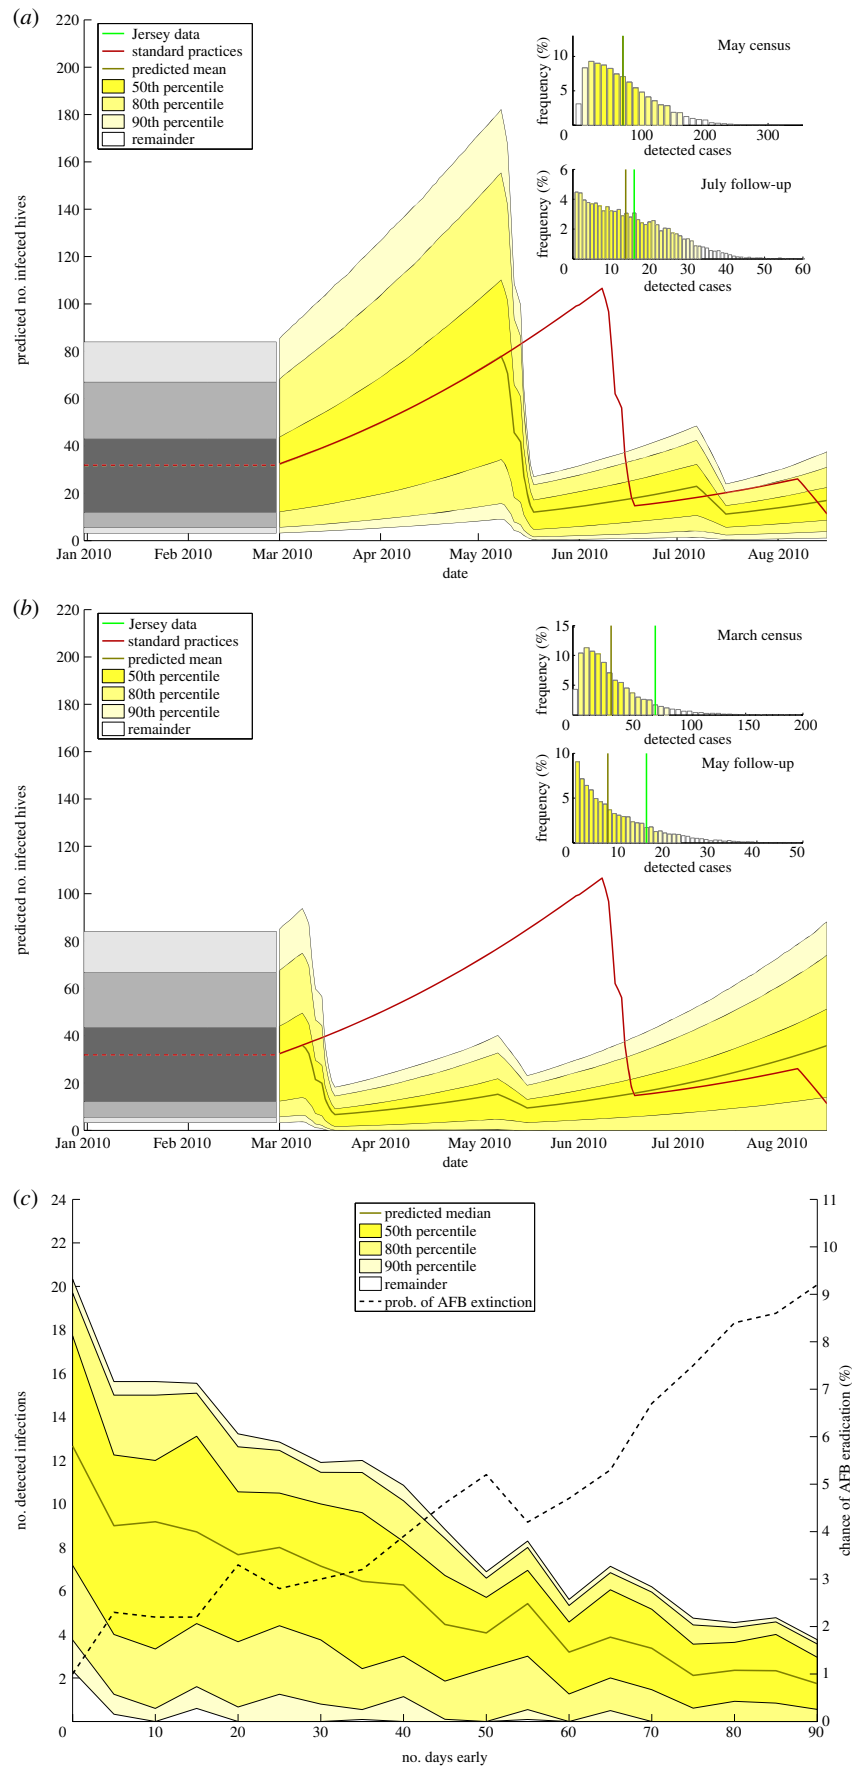 (a)
220
200
180
160
140
120
100
80
60
40
20
0
predicted no. infected hives
Jersey data
standard practices
predicted mean
50th percentile
80th percentile
90th percentile
remainder
May census
frequency (%)
10
5
0
100
200
300
detected cases
July follow-up
frequency (%)
6
4
2
0
10
20
30
40
50
60
detected cases
Jan 2010
Feb 2010
Mar 2010
Apr 2010
May 2010
Jun 2010
Jul 2010
Aug 2010
date
(b)
220
200
180
160
140
120
100
80
60
40
20
0
predicted no. infected hives
Jersey data
standard practices
predicted mean
50th percentile
80th percentile
90th percentile
remainder
March census
frequency (%)
15
10
5
0
50
100
150
200
detected cases
May follow-up
frequency (%)
10
5
0
10
20
30
40
50
detected cases
Jan 2010
Feb 2010
Mar 2010
Apr 2010
May 2010
Jun 2010
Jul 2010
Aug 2010
date
(c)
24
22
20
18
16
14
12
10
8
6
4
2
0
no. detected infections
predicted median
50th percentile
80th percentile
90th percentile
remainder
prob. of AFB extinction
11
10
9
8
7
6
5
4
3
2
1
0
chance of AFB eradication (%)
10
20
30
40
50
60
70
80
90
no. days early